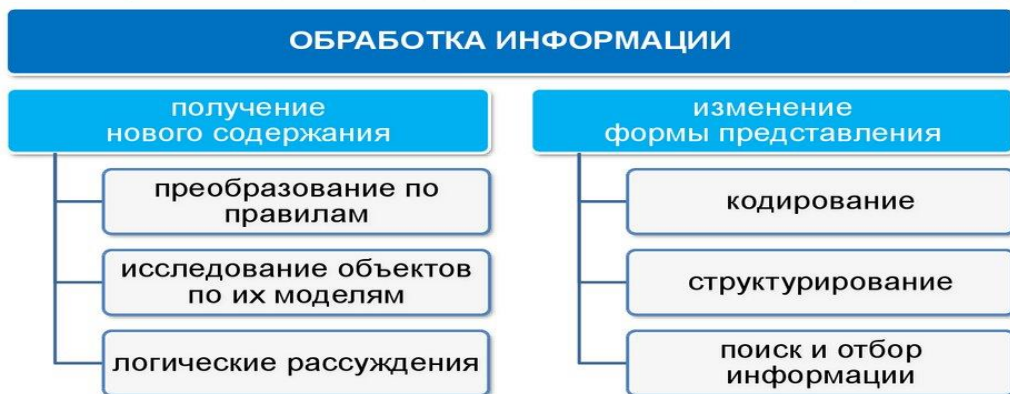 ОБРАБОТКА ИНФОРМАЦИИ
получение
нового содержания
преобразование по
правилам
исследование объектов
по их моделям
логические рассуждения
изменение
формы представления
кодирование
структурирование
поиск и отбор
информации